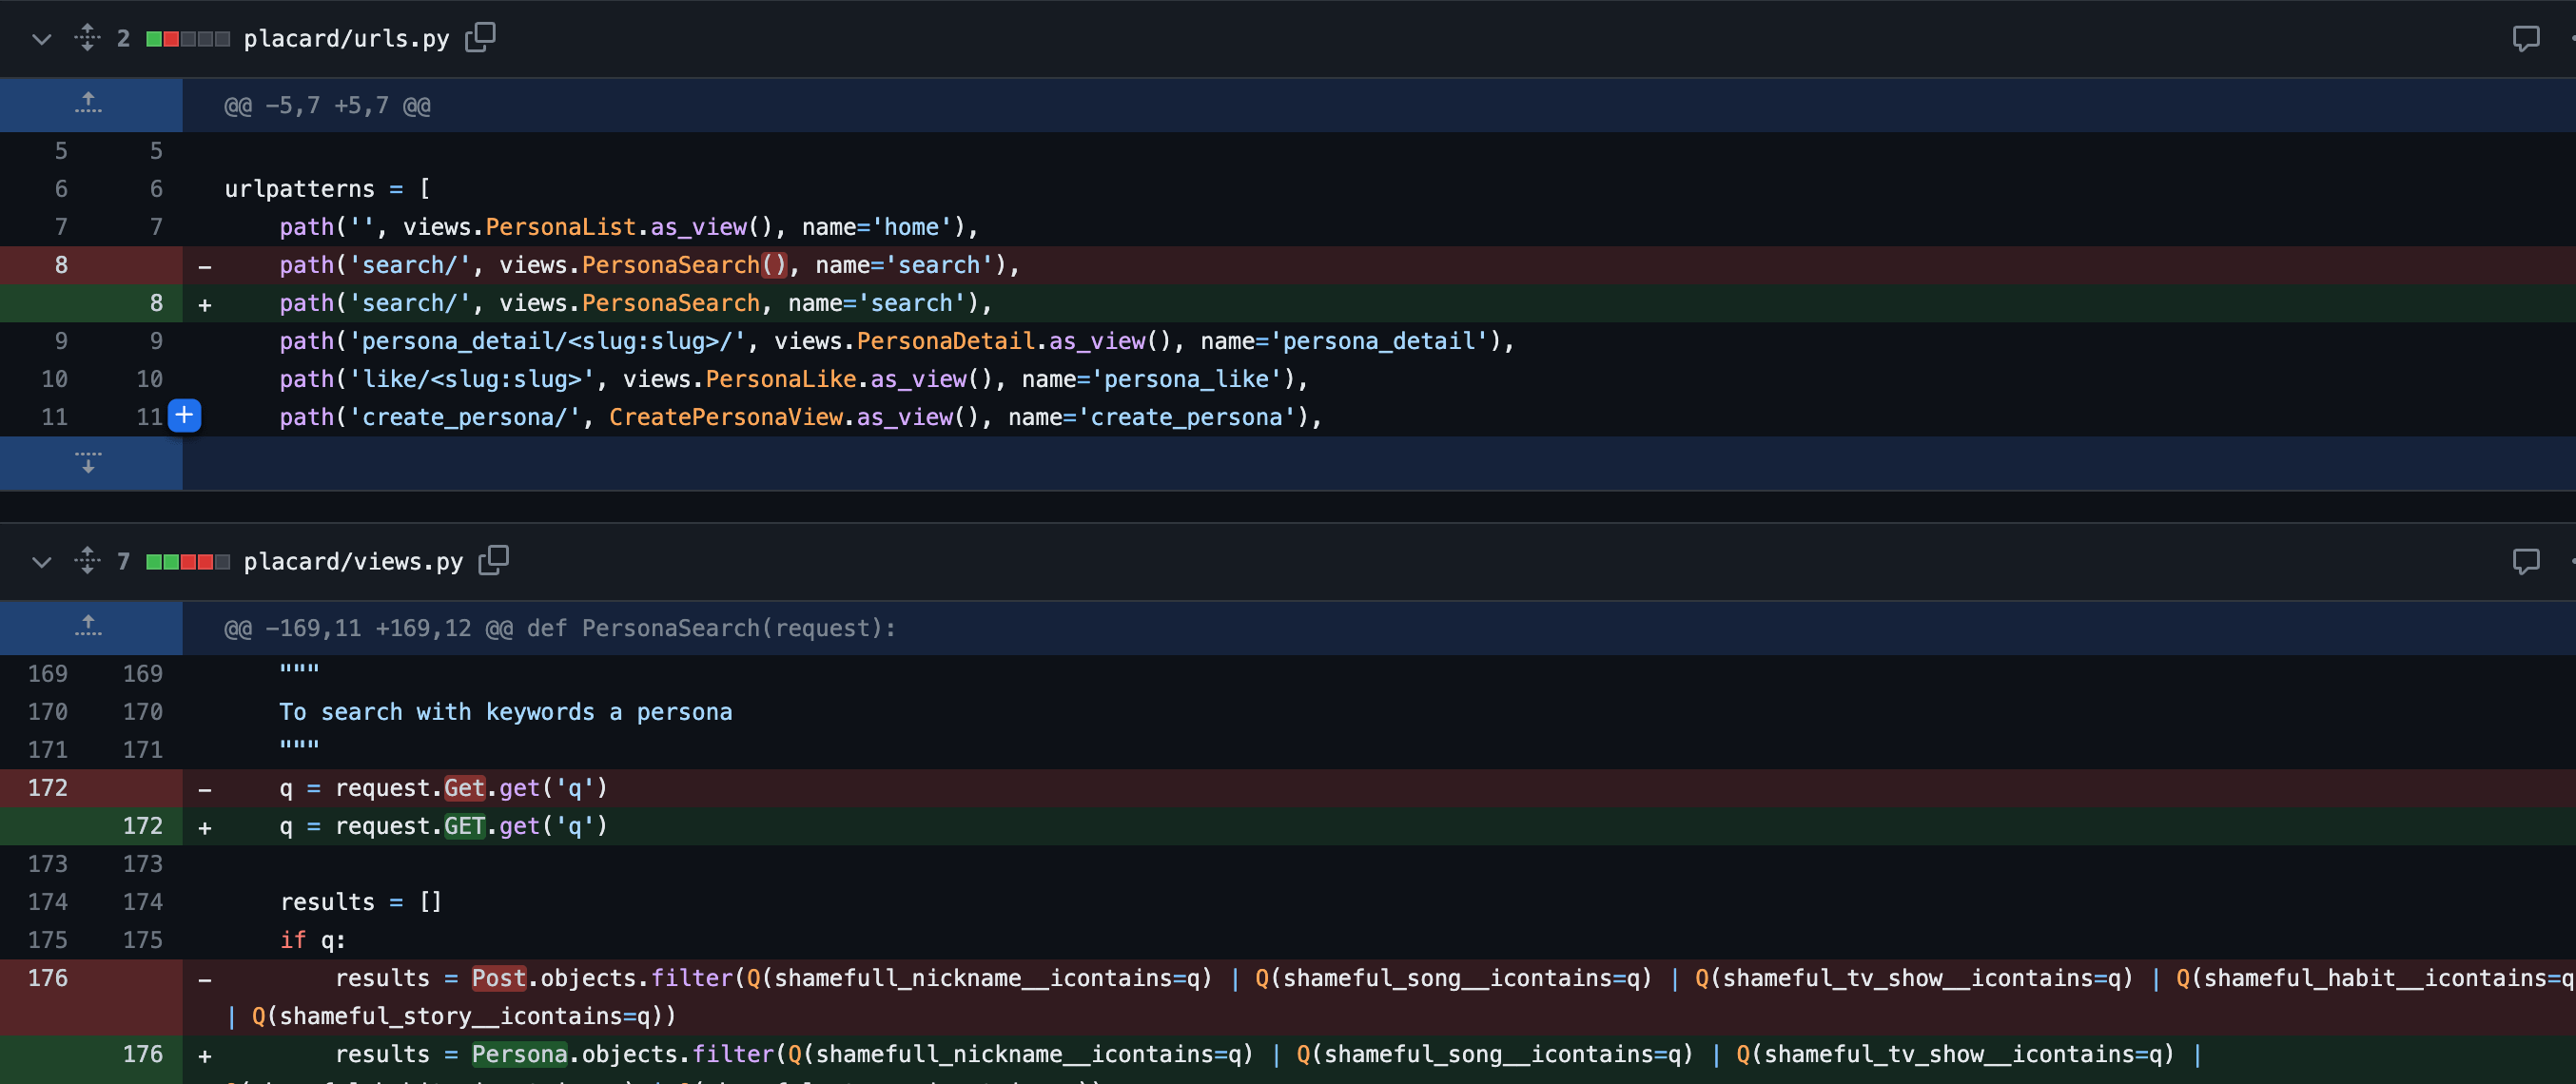 2 placard/urls.py
@@ -5,7 +5,7 @@
5 5
6 6 urlpatterns = [
7 7 path('', views.PersonaList.as_view(), name='home'),
8 - path('search/', views.PersonaSearch(), name='search'),
8 + path('search/', views.PersonaSearch, name='search'),
9 9 path('persona_detail/<slug:slug>/', views.PersonaDetail.as_view(), name='persona_detail'),
10 10 path('like/<slug:slug>', views.PersonaLike.as_view(), name='persona_like'),
11 11 path('create_persona/', CreatePersonaView.as_view(), name='create_persona'),
7 placard/views.py
@@ -169,11 +169,12 @@ def PersonaSearch(request):
169 169 """
170 170 To search with keywords a persona
171 171 """
172 - q = request.Get.get('q')
172 + q = request.GET.get('q')
173 173
174 174 results = []
175 175 if q:
176 - results = Post.objects.filter(Q(shamefull_nickname__icontains=q) | Q(shameful_song__icontains=q) | Q(shameful_tv_show__icontains=q) | Q(shameful_habit__icontains=q
| Q(shameful_story__icontains=q))
176 + results = Persona.objects.filter(Q(shamefull_nickname__icontains=q) | Q(shameful_song__icontains=q) | Q(shameful_tv_show__icontains=q) |